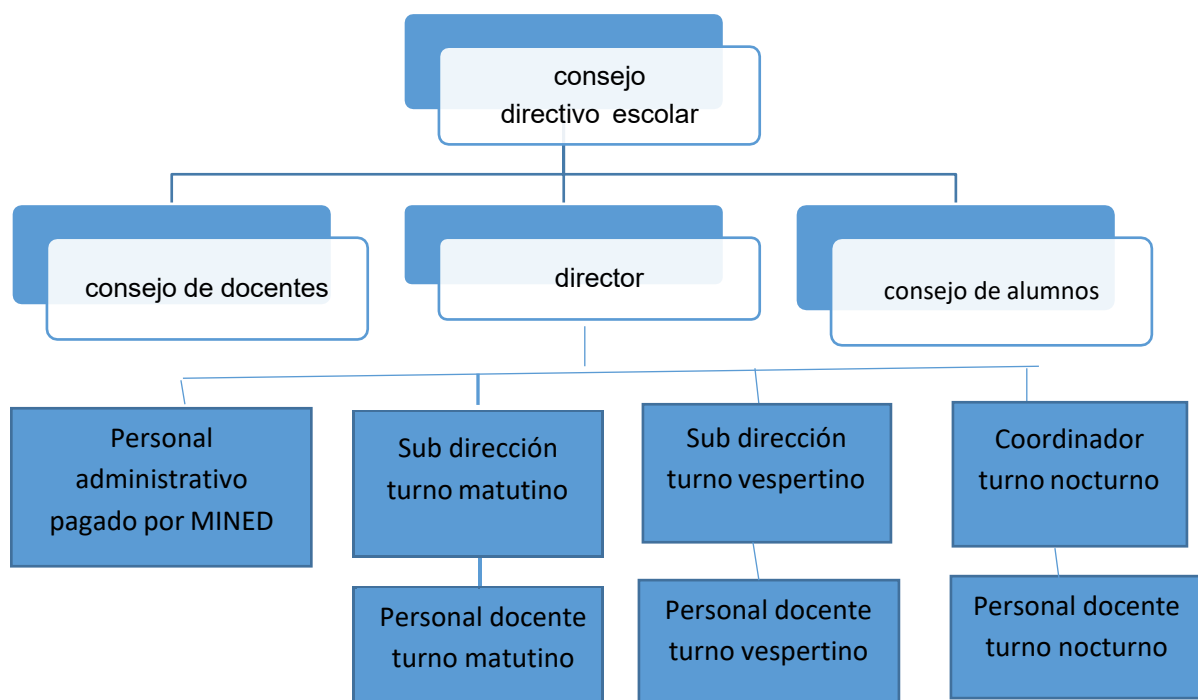 consejo
directivo escolar
consejo de docentes
director
consejo de alumnos
Personal
administrativo
pagado por MINED
Sub dirección
turno matutino
Sub dirección
turno vespertino
Coordinador
turno nocturno
Personal docente
turno matutino
Personal docente
turno vespertino
Personal docente
turno nocturno